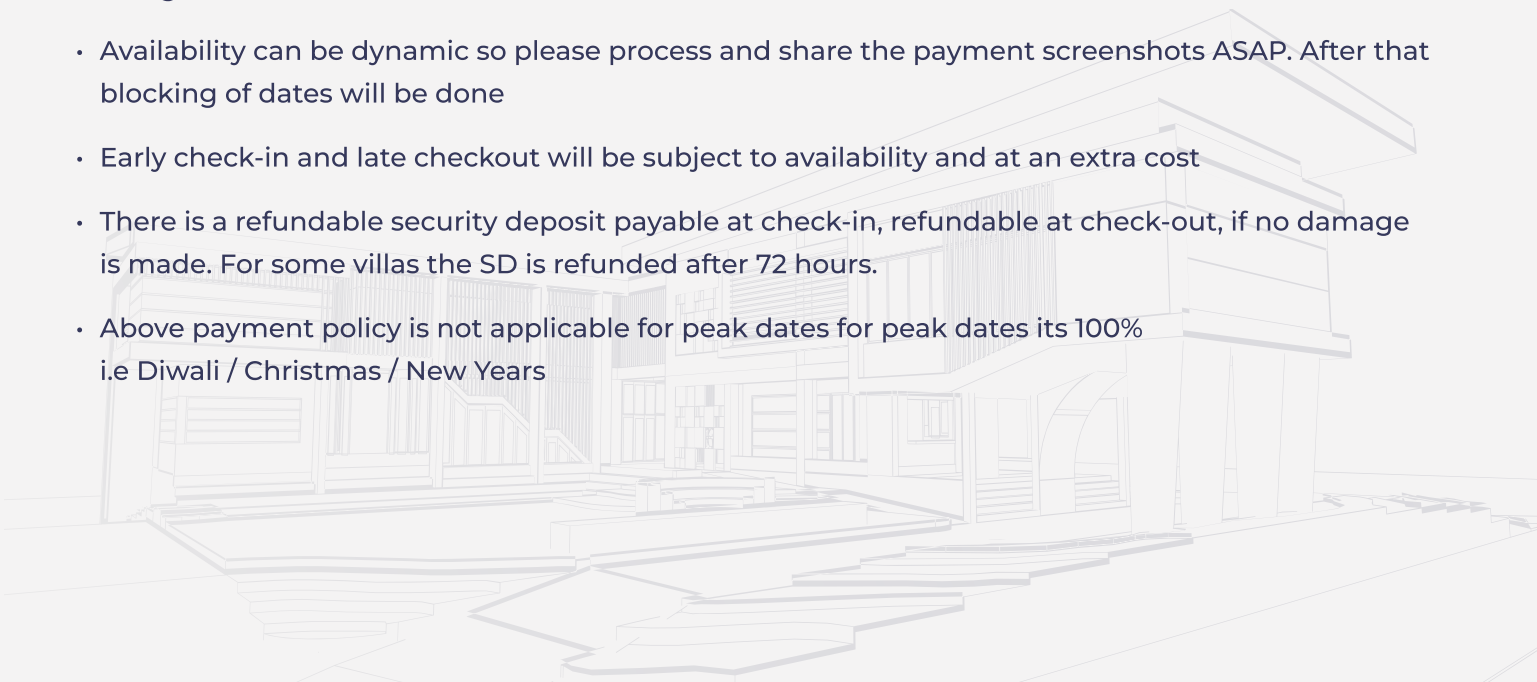 • Availability can be dynamic so please process and share the payment screenshots ASAP. After that
blocking of dates will be done
• Early check-in and late checkout will be subject to availability and at an extra cost
• There is a refundable security deposit payable at check-in, refundable at check-out, if no damage
is made. For some villas the SD is refunded after 72 hours.
• Above payment policy is not applicable for peak dates for peak dates its 100%
i.e Diwali / Christmas / New Years